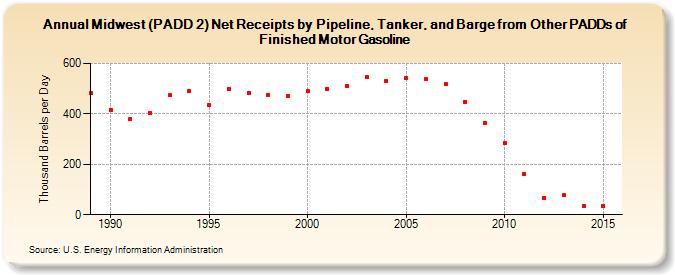 Annual Midwest (PADD 2) Net Receipts by Pipeline, Tanker, and Barge from Other PADDs of
Finished Motor Gasoline
Thousand Barrels per Day
600
400
200
0
1990
1995
2000
2005
2010
2015
Source: U.S. Energy Information Administration